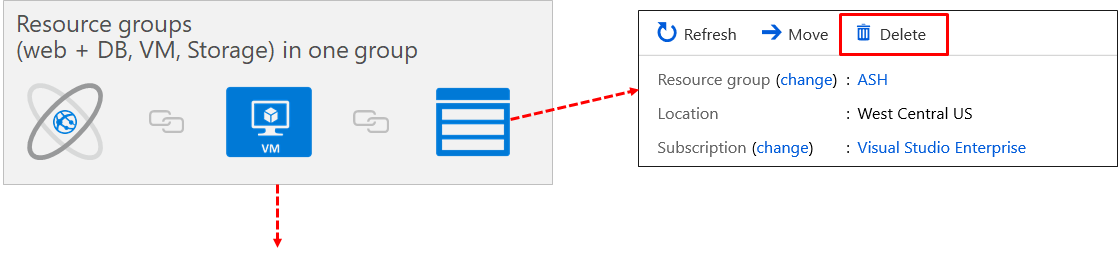 Resource groups
(web + DB, VM, Storage) in one group
VM
Refresh Move Delete
Resource group (change) : ASH
Location : West Central US
Subscription (change) : Visual Studio Enterprise